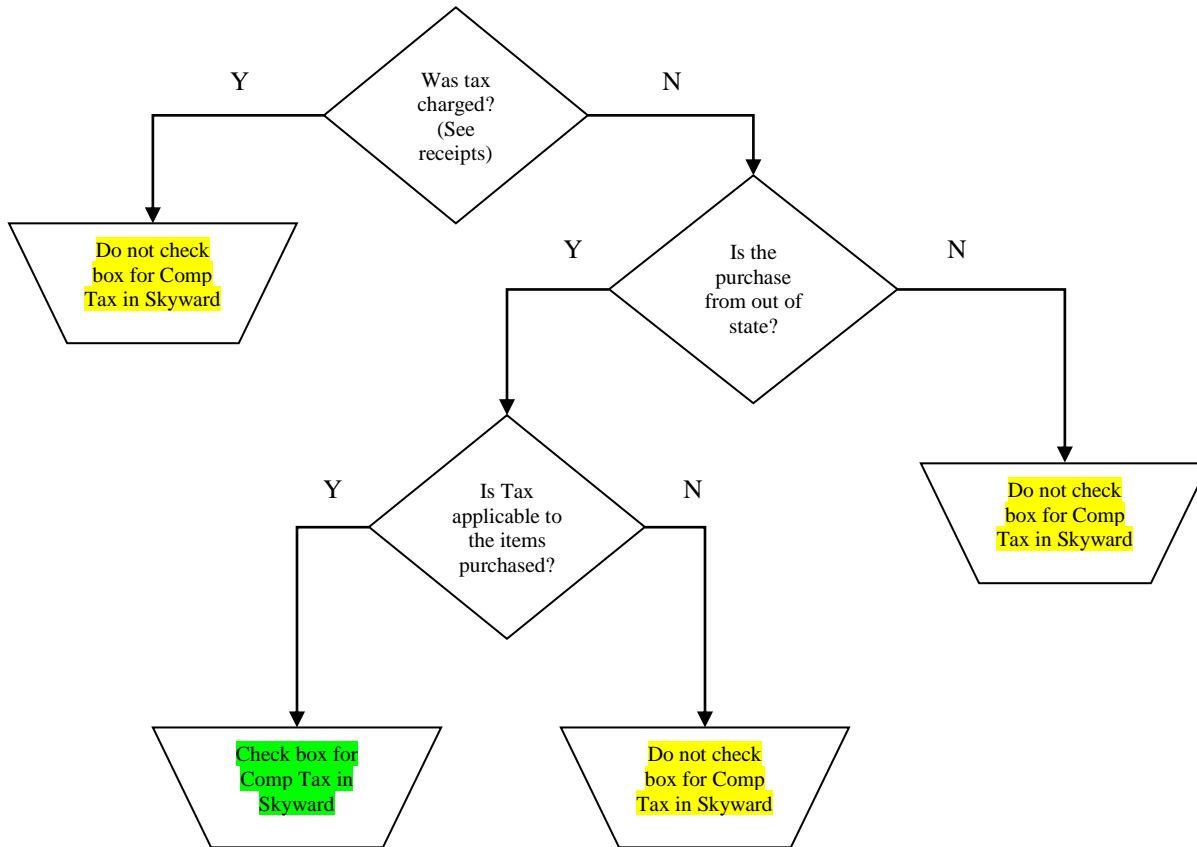 Y
Was tax
charged?
(See
receipts)
N
Do not check
box for Comp
Tax in Skyward
Y
Is the
purchase
from out of
state?
N
Y
Is Tax
applicable to
the items
purchased?
N
Do not check
box for Comp
Tax in Skyward
Check box for
Comp Tax in
Skyward
Do not check
box for Comp
Tax in Skyward